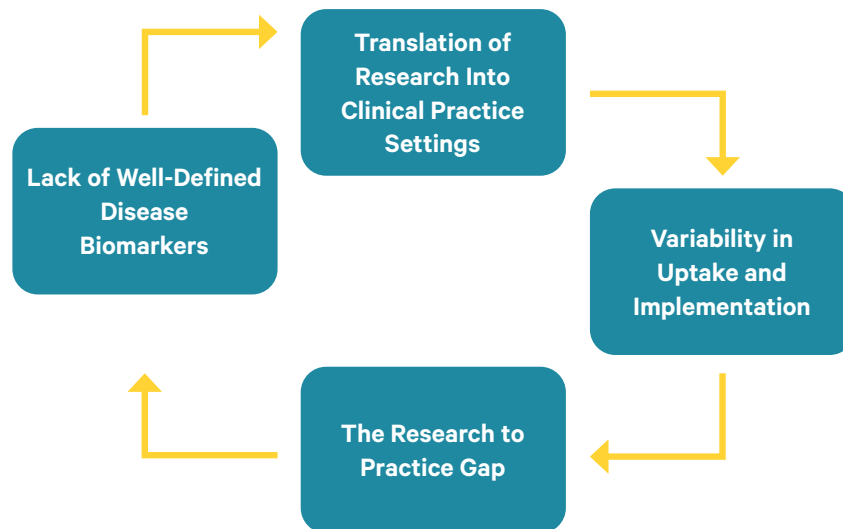 Translation of
Research Into
Clinical Practice
Settings
Lack of Well-Defined
Disease
Biomarkers
Variability in
Uptake and
Implementation
The Research to
Practice Gap